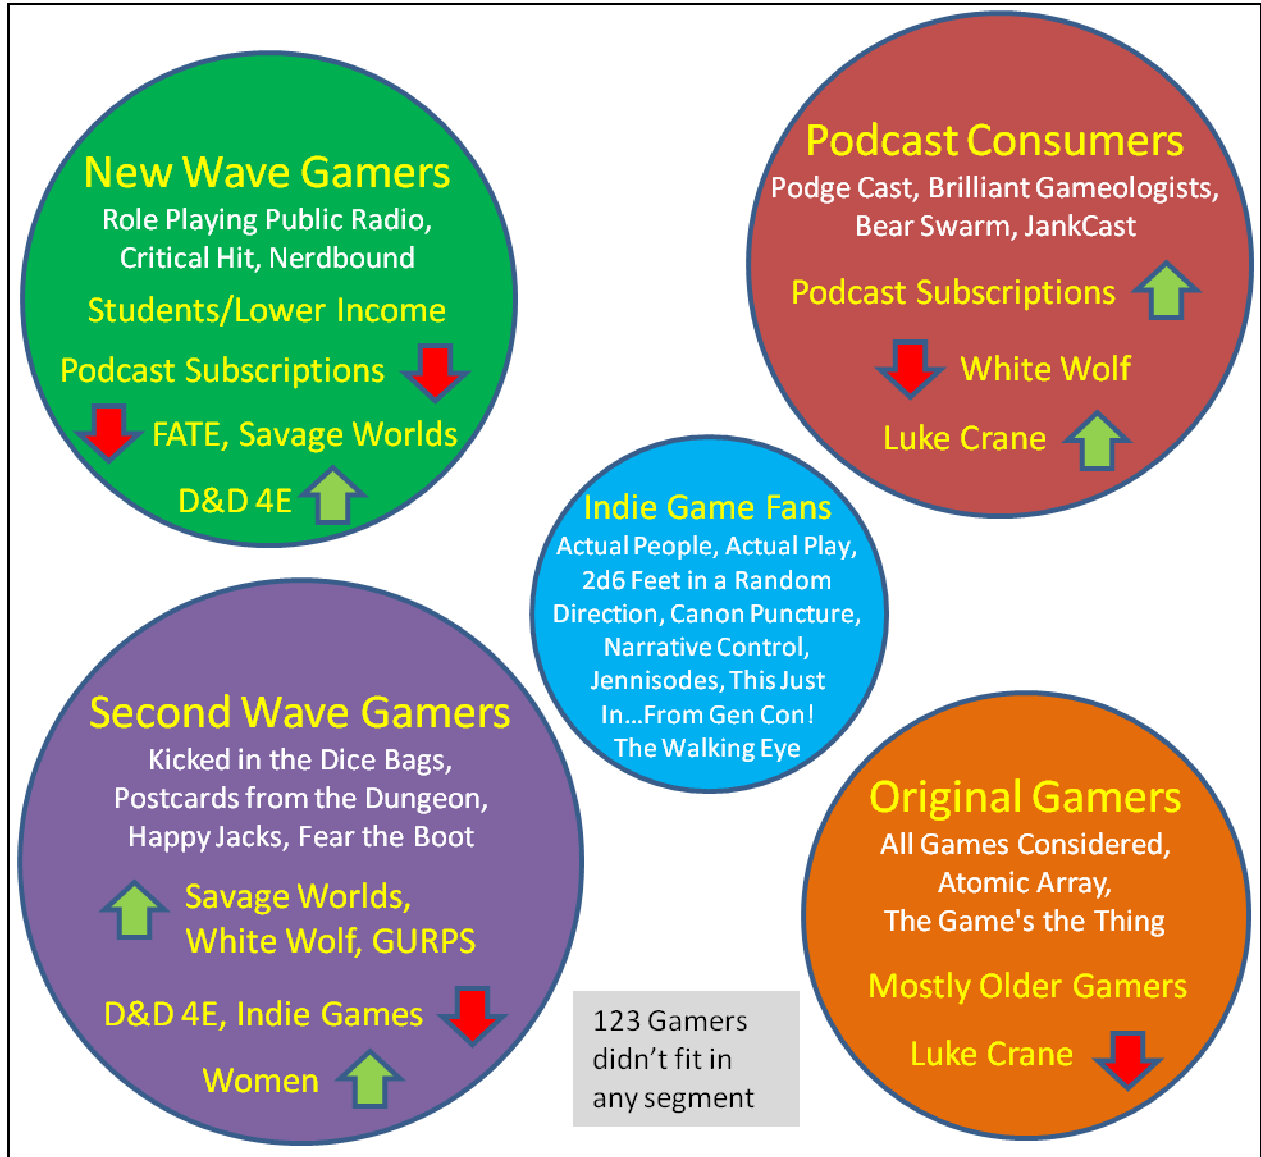 New Wave Gamers
Role Playing Public Radio,
Critical Hit, Nerdbound
Students/Lower Income
Podcast Subscriptions
FATE, Savage Worlds
D&D 4E
Podcast Consumers
Podge Cast, Brilliant Gameologists,
Bear Swarm, JankCast
Podcast Subscriptions
White Wolf
Luke Crane
Indie Game Fans
Actual People, Actual Play,
2d6 Feet in a Random
Direction, Canon Puncture,
Narrative Control,
Jennisodes, This Just
In...From Gen Con!
The Walking Eye
Second Wave Gamers
Kicked in the Dice Bags,
Postcards from the Dungeon,
Happy Jacks, Fear the Boot
Savage Worlds,
White Wolf, GURPS
D&D 4E, Indie Games
Women
Original Gamers
All Games Considered,
Atomic Array,
The Game's the Thing
Mostly Older Gamers
Luke Crane
123 Gamers
didn’t fit in
any segment